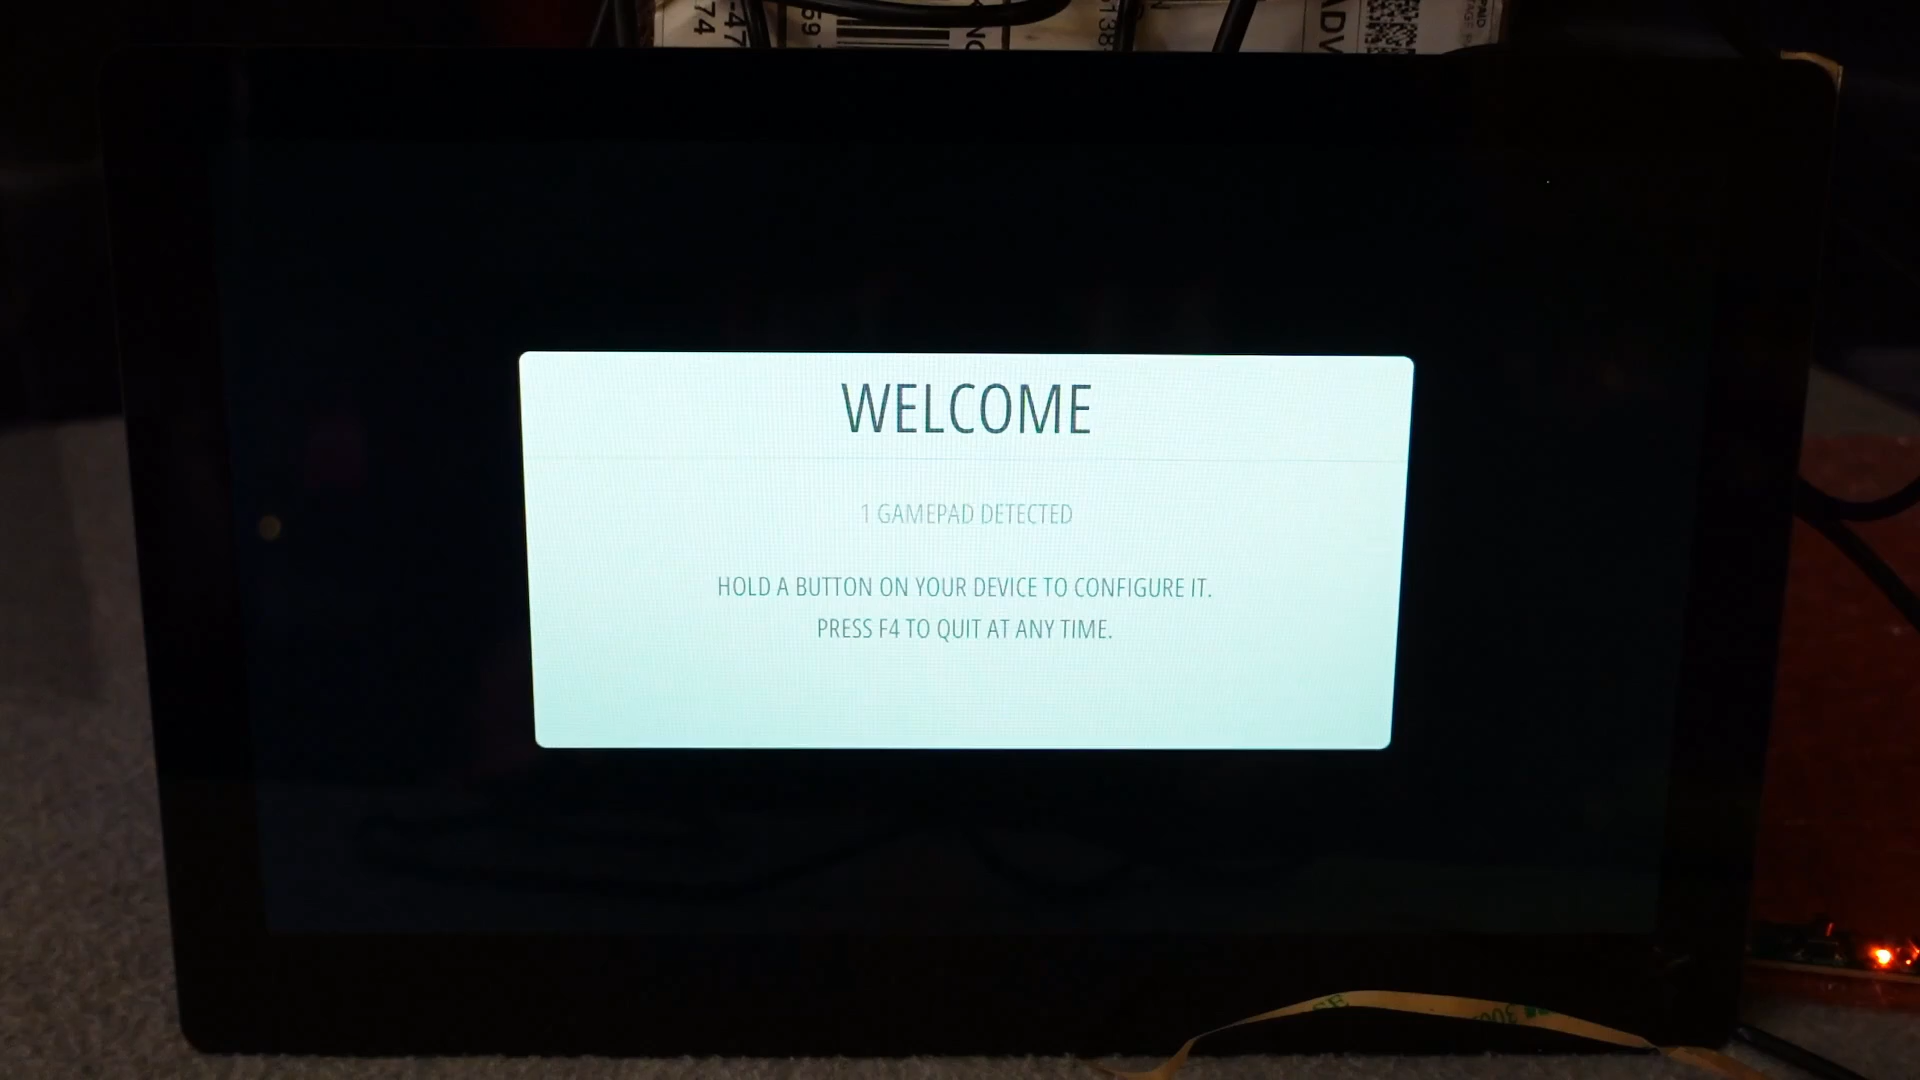 ADV
WELCOME
1 GAMEPAD DETECTED
HOLD A BUTTON ON YOUR DEVICE TO CONFIGURE IT.
PRESS F4 TO QUIT AT ANY TIME.